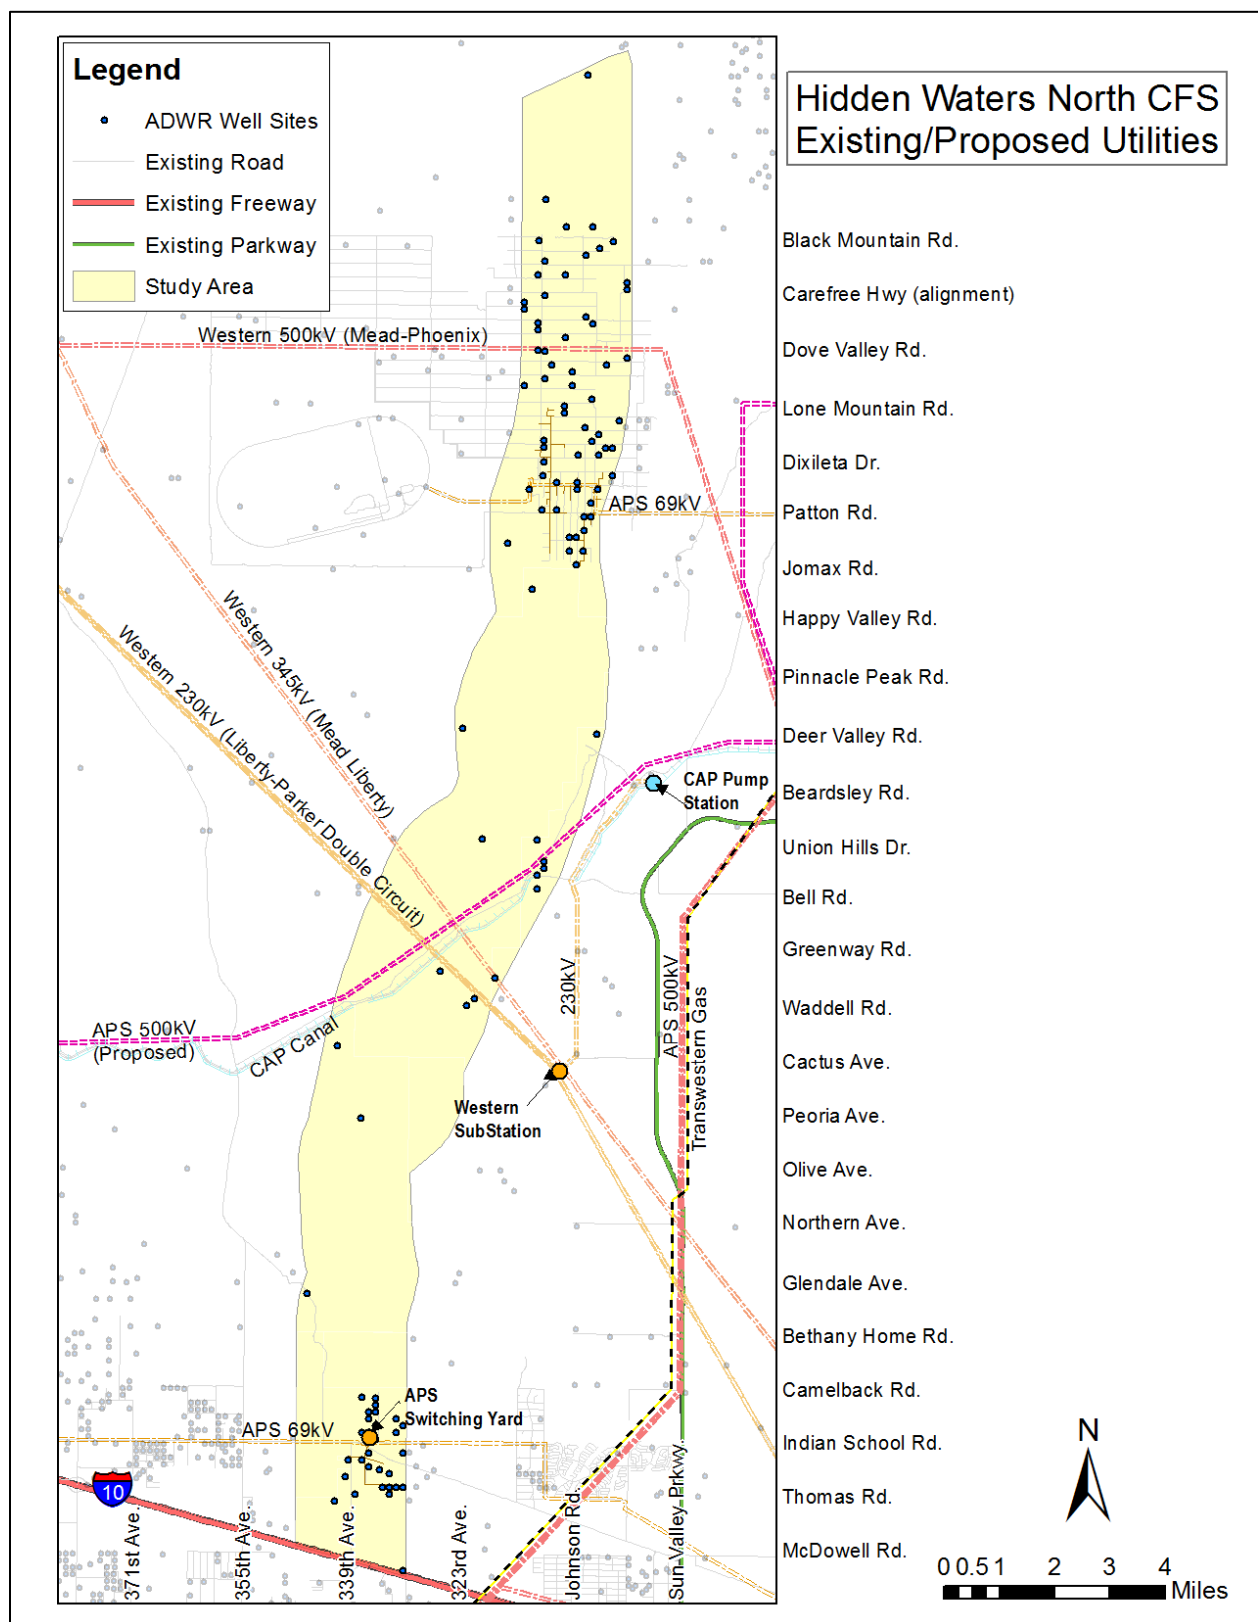 Legend
ADWR Well Sites
Existing Road
Existing Freeway
Existing Parkway
Study Area
Hidden Waters North CFS
Existing/Proposed Utilities
Black Mountain Rd.
Carefree Hwy (alignment)
Western 500kV (Mead-Phoenix)
Dove Valley Rd.
Lone Mountain Rd.
Dixileta Dr.
APS 69kV
Patton Rd.
Jomax Rd.
Happy Valley Rd.
Western 345kV (Mead Liberty)
Western 230kV (Liberty-Parker Double Circuit)
Pinnacle Peak Rd.
Deer Valley Rd.
CAP Pump
Station
Beardsley Rd.
Union Hills Dr.
Bell Rd.
Greenway Rd.
230kV
APS 500kV
Transwestern Gas
Waddell Rd.
APS 500kV
(Proposed)
CAP Canal
Cactus Ave.
Western
SubStation
Peoria Ave.
Olive Ave.
Northern Ave.
Glendale Ave.
Bethany Home Rd.
Camelback Rd.
APS
Switching Yard
APS 69kV
Indian School Rd.
Thomas Rd.
McDowell Rd.
10
371st Ave.
355th Ave.
339th Ave.
323rd Ave.
Johnson Rd.
Sun Valley Prkwy.
N
0 0.5 1 2 3 4
Miles